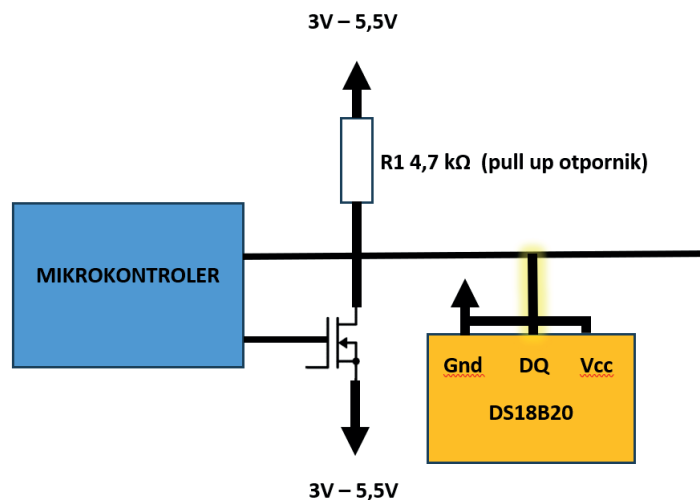 3V – 5,5V
R1 4,7 kΩ  (pull up otpornik)
MIKROKONTROLER
Gnd DQ Vcc
DS18B20
3V – 5,5V